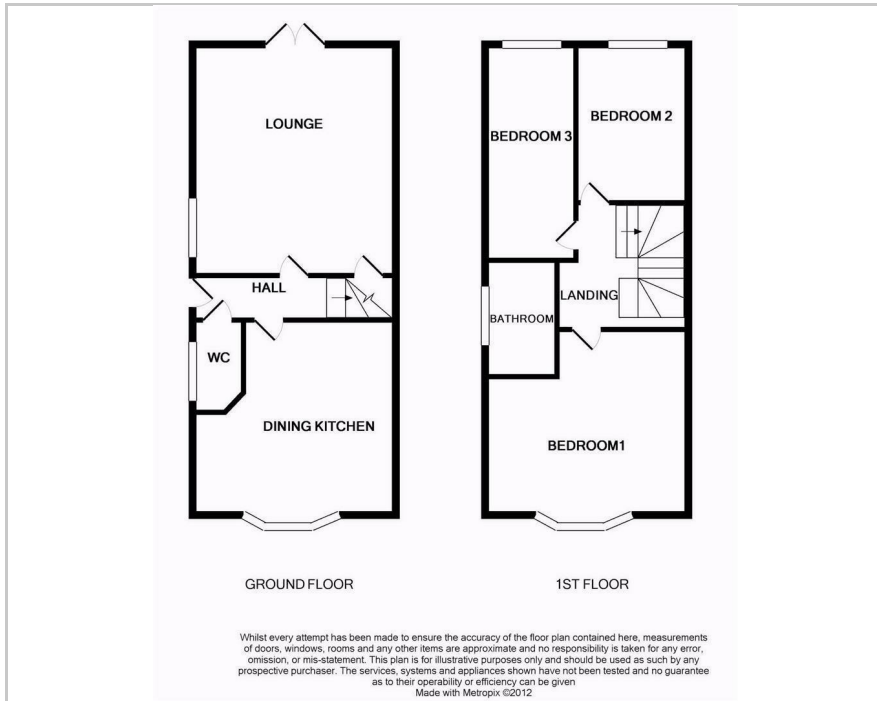 LOUNGE
HALL
WC
DINING KITCHEN
GROUND FLOOR
BEDROOM 3
BEDROOM 2
LANDING
BATHROOM
BEDROOM1
1ST FLOOR
Whilst every attempt has been made to ensure the accuracy of the floor plan contained here, measurements
of doors, windows, rooms and any other items are approximate and no responsibility is taken for any error,
omission, or mis-statement. This plan is for illustrative purposes only and should be used as such by any
prospective purchaser. The services, systems and appliances shown have not been tested and no guarantee
as to their operability or efficiency can be given
Made with Metropix ©2012